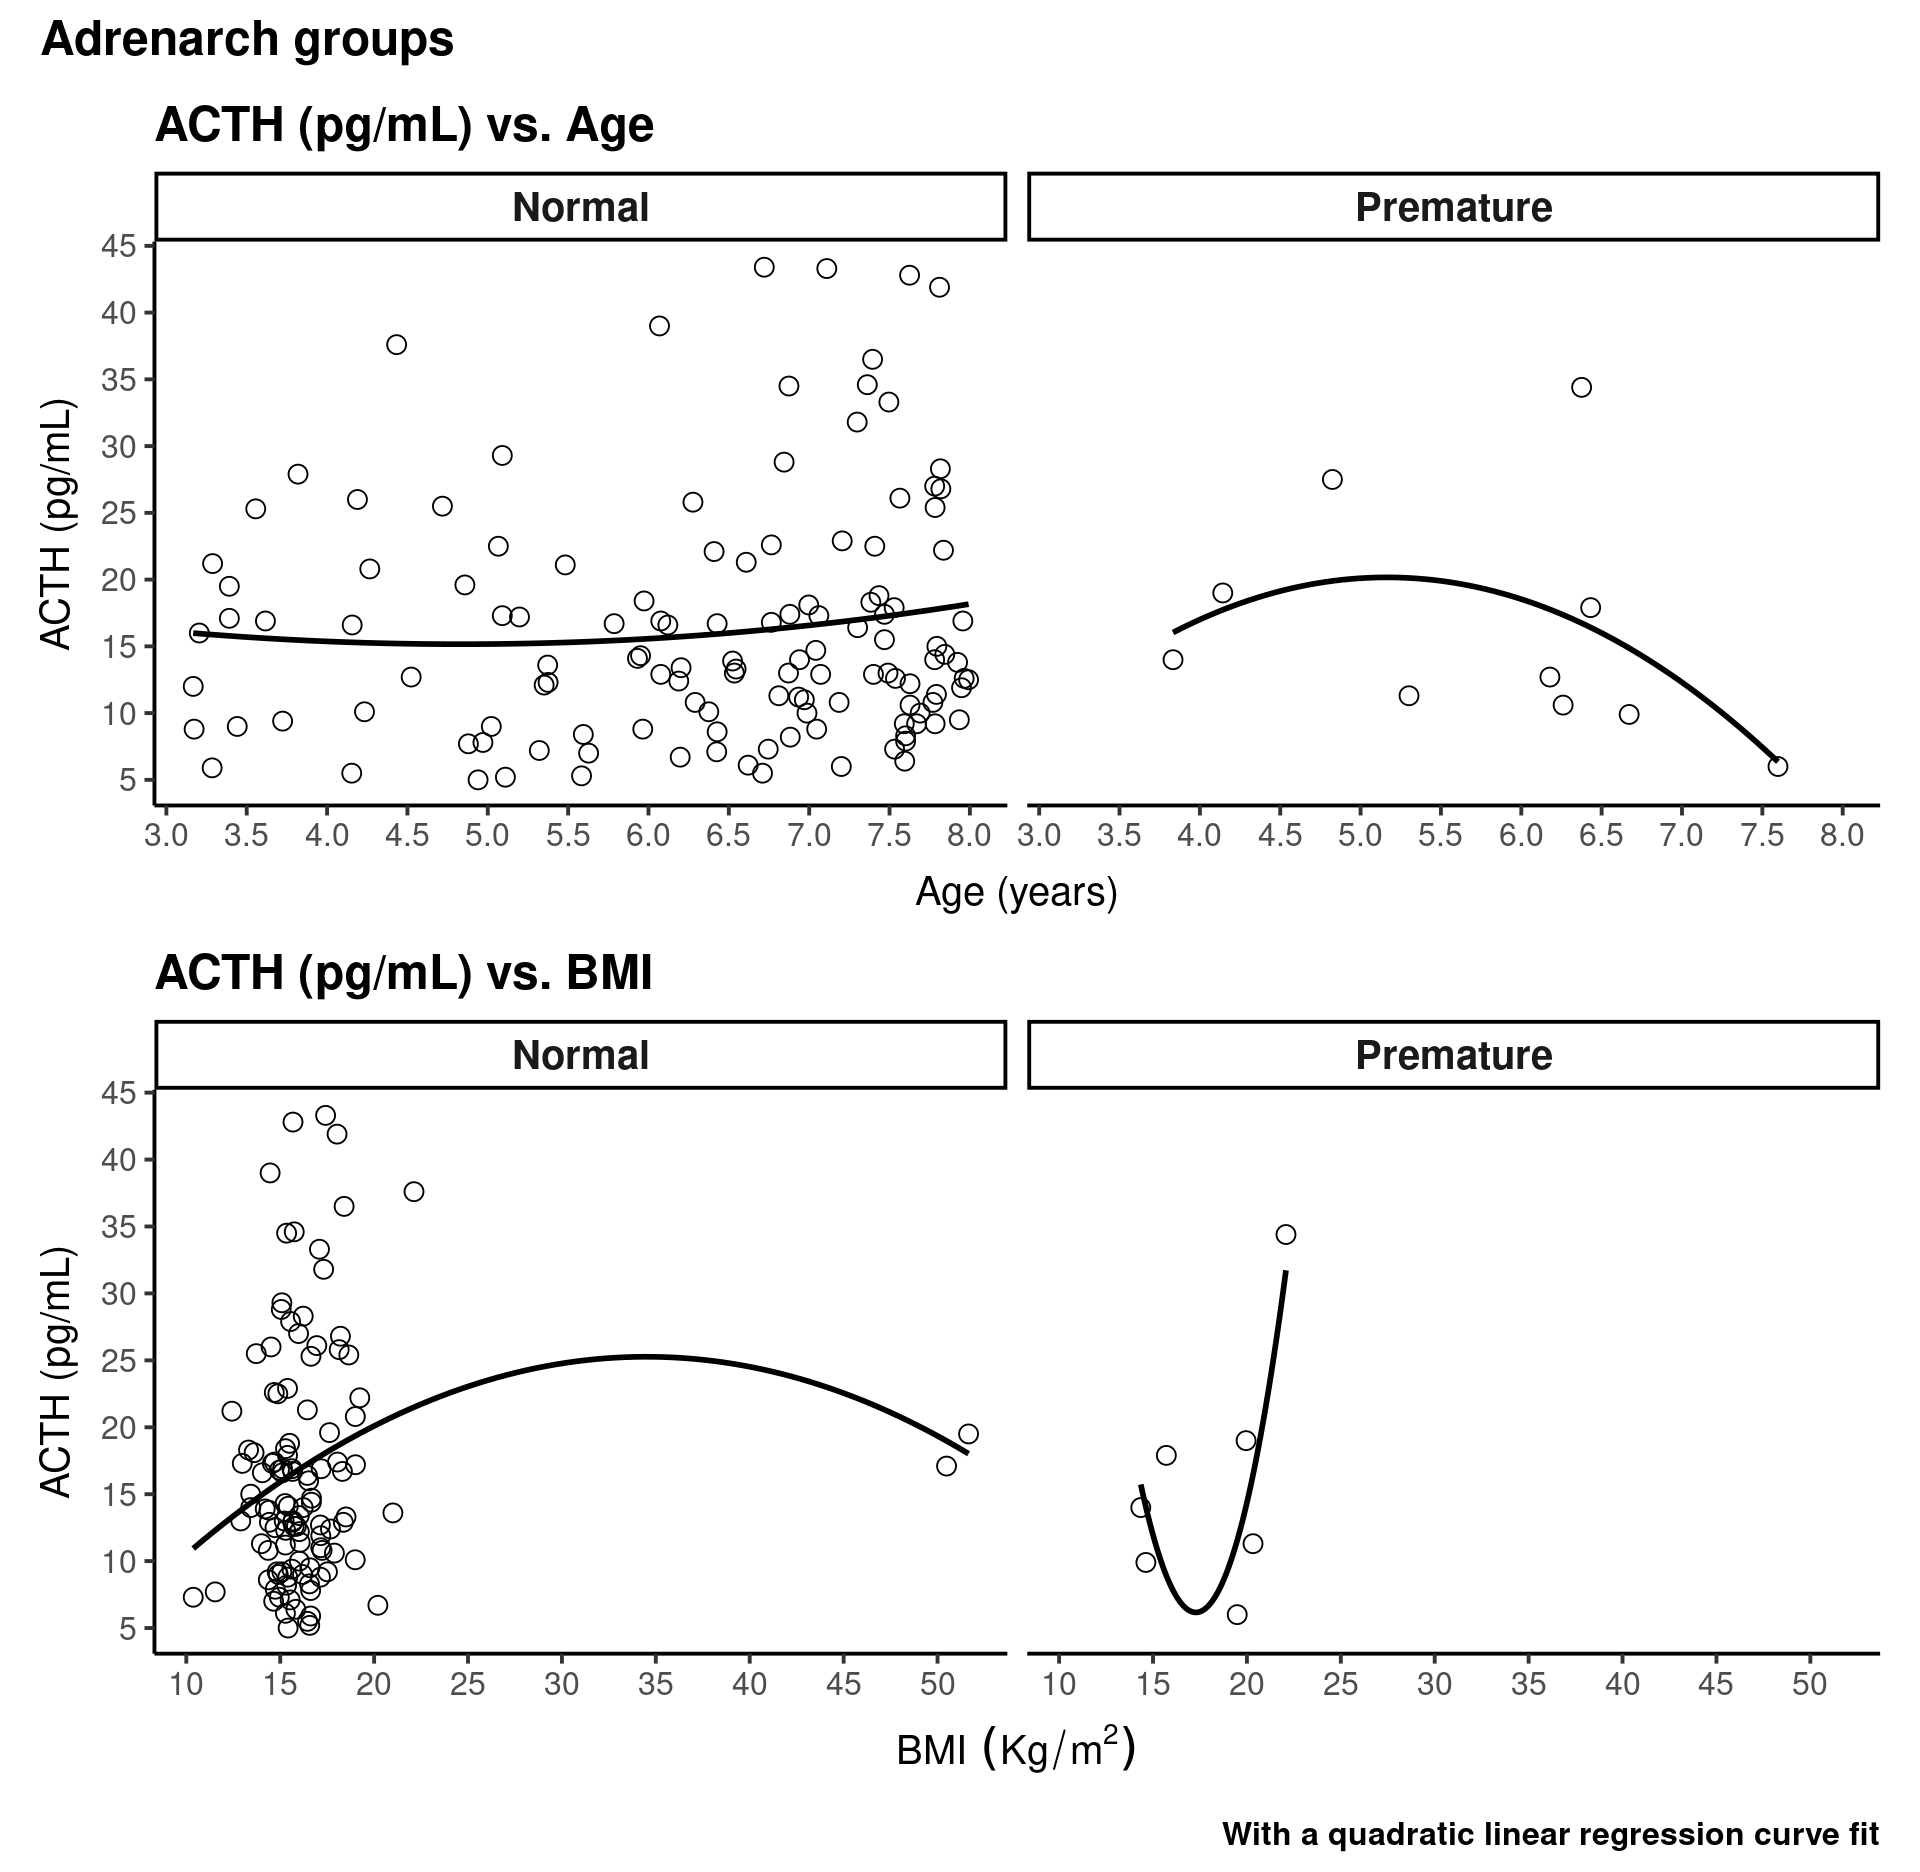 Adrenarch groups
ACTH (pg/mL) vs. Age
Normal Premature
45
40
35
30
25
20
15
10
5
ACTH (pg/mL)
3.0 3.5 4.0 4.5 5.0 5.5 6.0 6.5 7.0 7.5 8.0 3.0 3.5 4.0 4.5 5.0 5.5 6.0 6.5 7.0 7.5 8.0
Age (years)
ACTH (pg/mL) vs. BMI
Normal Premature
45
40
35
30
25
20
15
10
5
ACTH (pg/mL)
10 15 20 25 30 35 40 45 50 10 15 20 25 30 35 40 45 50
BMI (Kg/m²)
With a quadratic linear regression curve fit